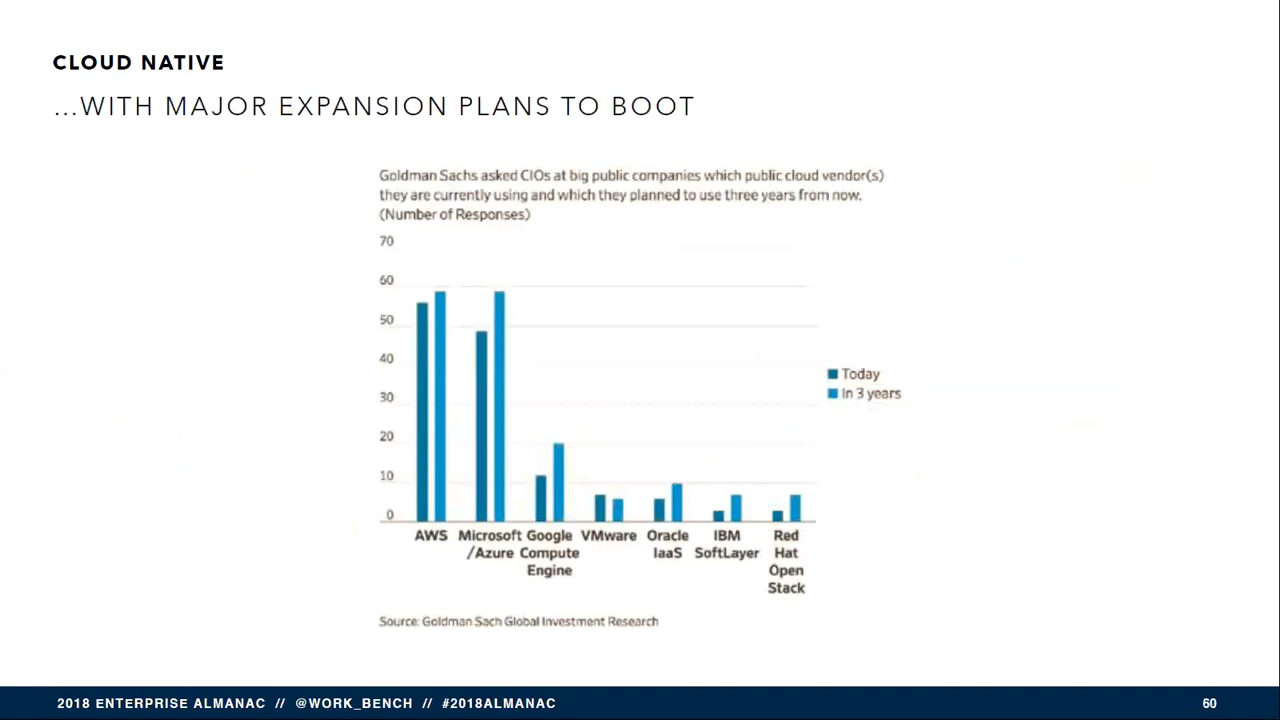 CLOUD NATIVE
...WITH MAJOR EXPANSION PLANS TO BOOT
Goldman Sachs asked CIOs at big public companies which public cloud vendor(s)
they are currently using and which they planned to use three years from now.
(Number of Responses)
70
60
50
40
30
20
10
0
Today
In 3 years
AWS
Microsoft
/Azure
Google
Compute
Engine
VMware
Oracle
IaaS
IBM
SoftLayer
Red
Hat
Open
Stack
Source: Goldman Sach Global Investment Research
2018 ENTERPRISE ALMANAC // @WORK_BENCH // #2018ALMANAC
60